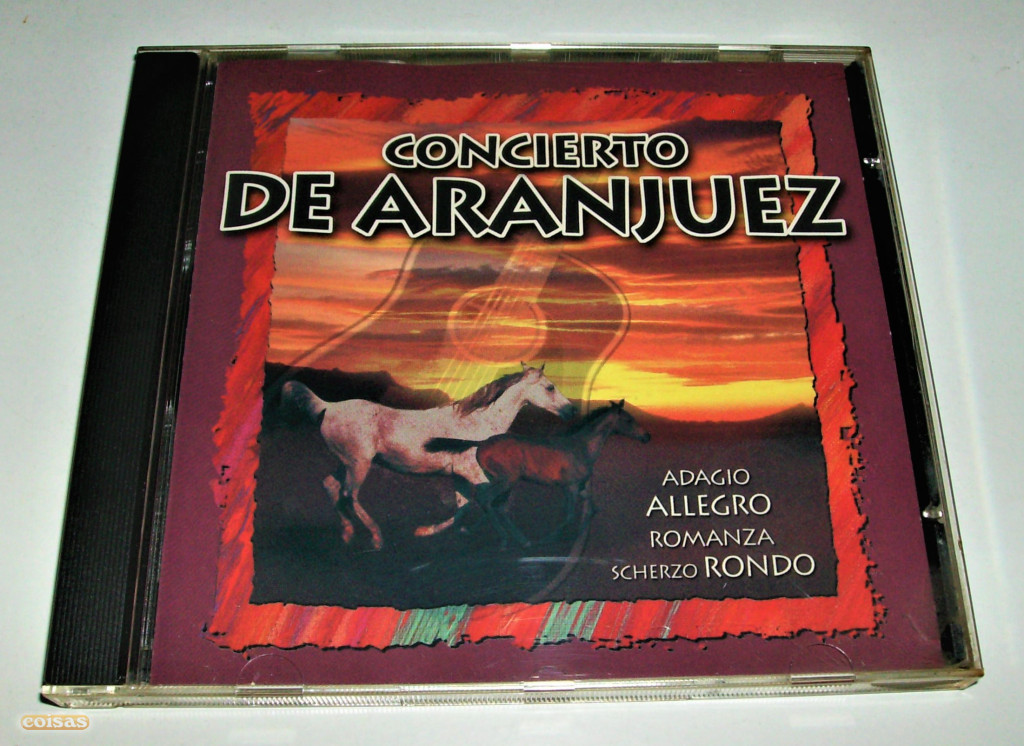 CONCIERTO
DE ARANJUEZ
ADAGIO
ALLEGRO
ROMANZA
SCHERZO RONDO
coisas